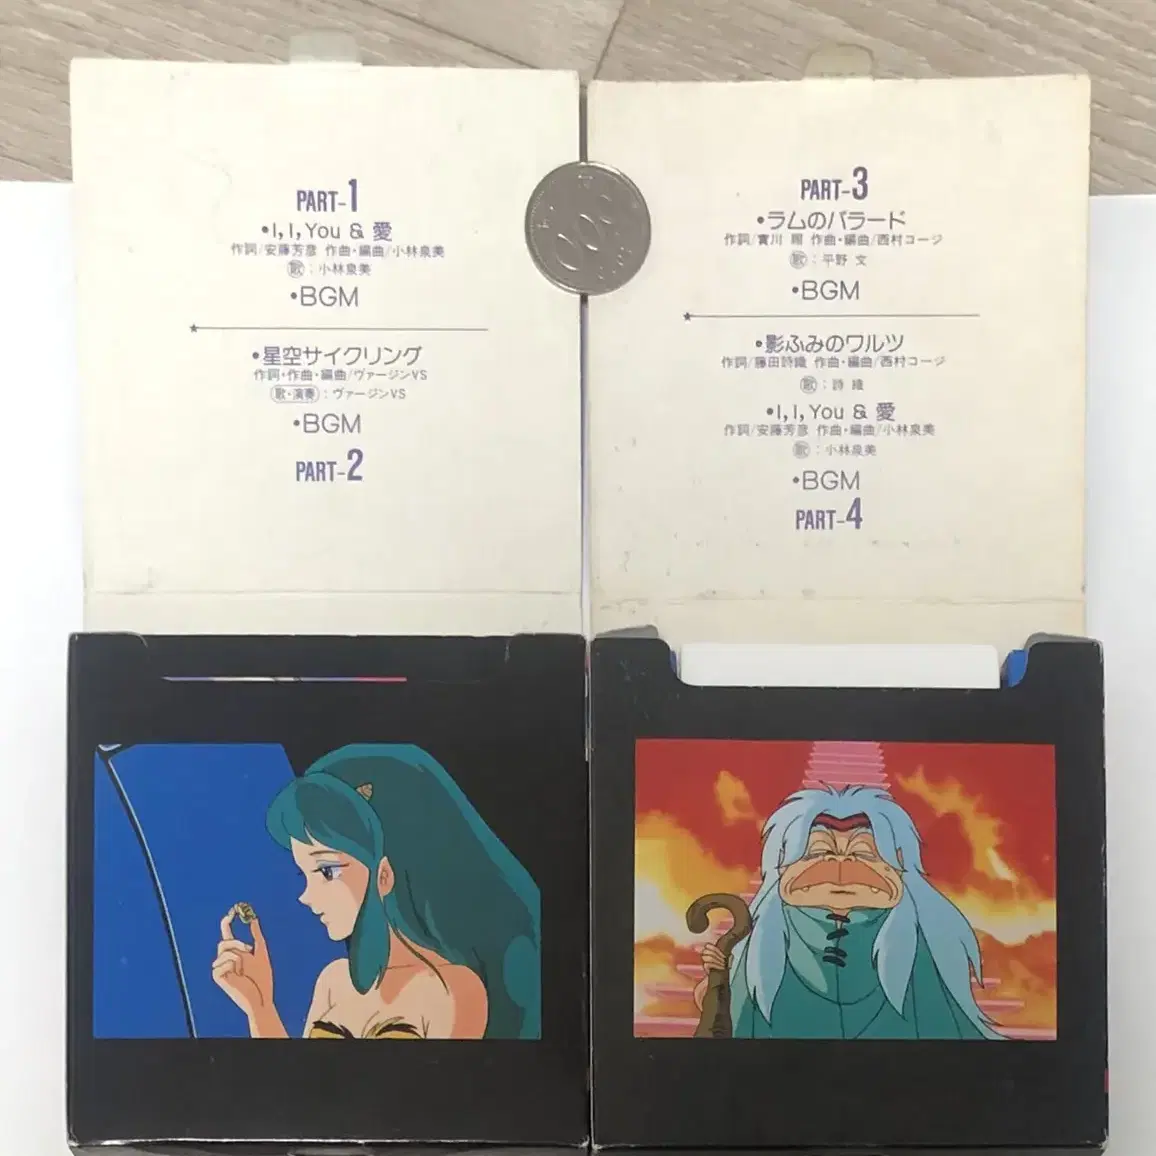 PART-1
•I, I, You & 愛
作詞/安藤芳彦 作曲・編曲/小林泉美
歌:小林泉美
•BGM
•星空サイクリング
作詞・作曲・編曲/ヴァージンVS
歌・演奏:ヴァージンVS
•BGM
PART-2
PART-3
•ラムのバラード
作曲・編曲/西村コージ
歌:平野 文
•BGM
•影ふみのワルツ
作詞/藤田詩織 作曲・編曲/西村コージ
歌:詩織
•I, I, You & 愛
作詞/安藤芳彦 作曲・編曲/小林泉美
歌:小林泉美
•BGM
PART-4